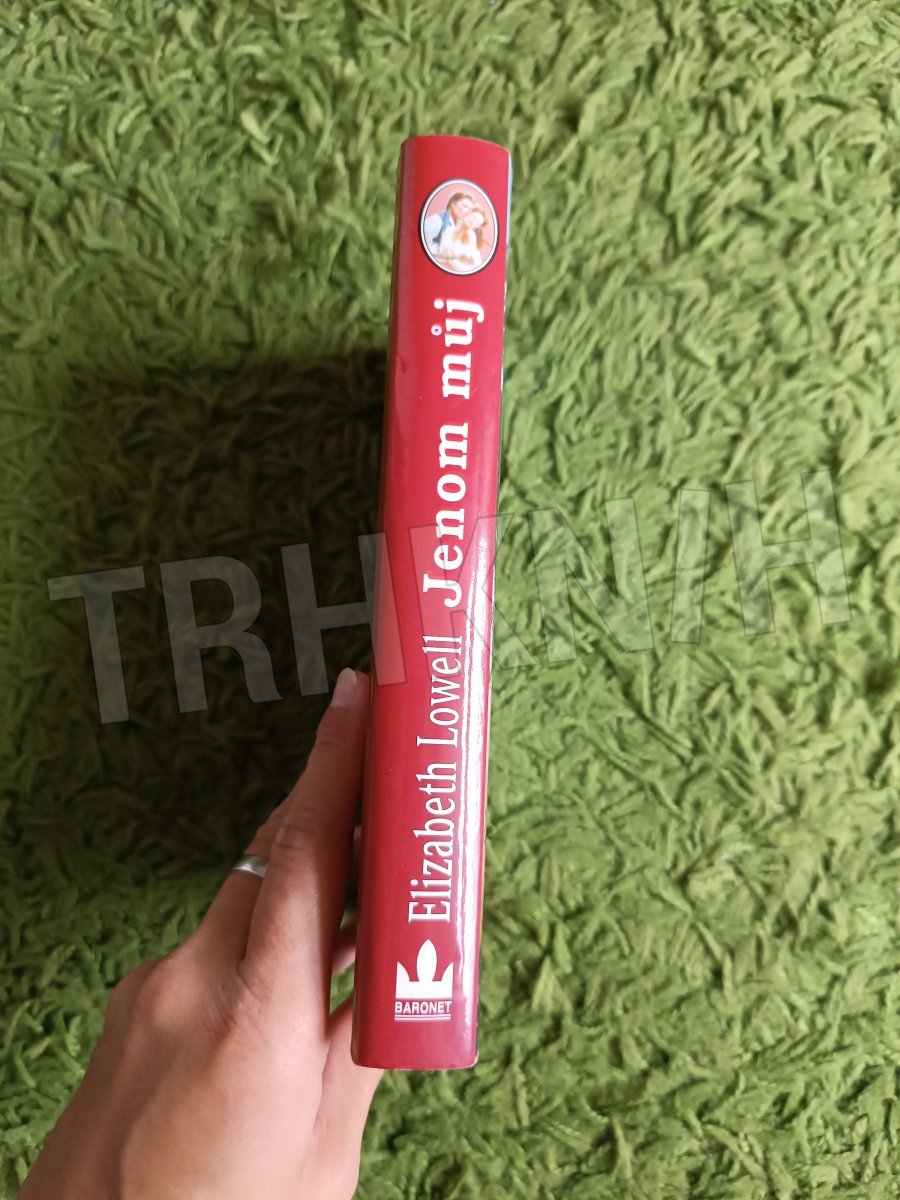 Elizabeth Lowell Jenom můj
BARONET
TRHKNIH